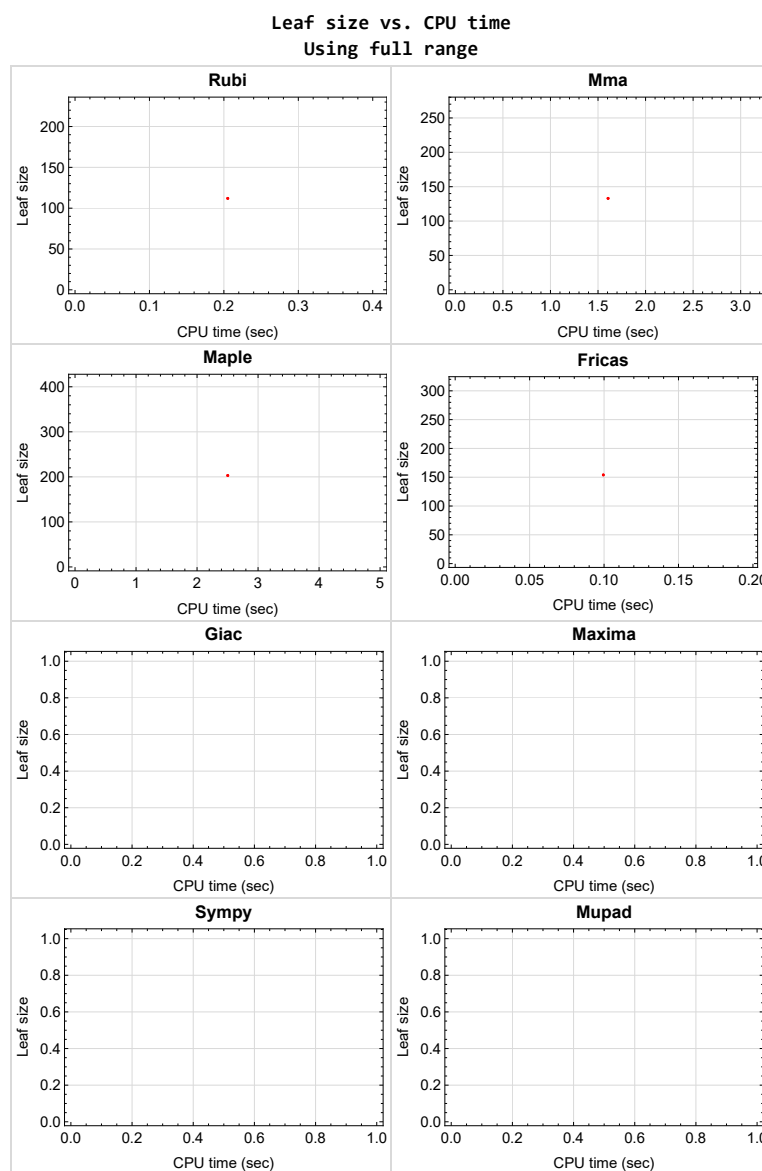 Leaf size vs. CPU time
Using full range
Rubi
Leaf size
200
150
100
50
0
0.0 0.1 0.2 0.3 0.4
CPU time (sec)
Mma
Leaf size
250
200
150
100
50
0
0.0 0.5 1.0 1.5 2.0 2.5 3.0
CPU time (sec)
Maple
Leaf size
400
300
200
100
0
0 1 2 3 4 5
CPU time (sec)
Fricas
Leaf size
300
250
200
150
100
50
0
0.00 0.05 0.10 0.15 0.20
CPU time (sec)
Giac
Leaf size
1.0
0.8
0.6
0.4
0.2
0.0
0.0 0.2 0.4 0.6 0.8 1.0
CPU time (sec)
Maxima
Leaf size
1.0
0.8
0.6
0.4
0.2
0.0
0.0 0.2 0.4 0.6 0.8 1.0
CPU time (sec)
Sympy
Leaf size
1.0
0.8
0.6
0.4
0.2
0.0
0.0 0.2 0.4 0.6 0.8 1.0
CPU time (sec)
Mupad
Leaf size
1.0
0.8
0.6
0.4
0.2
0.0
0.0 0.2 0.4 0.6 0.8 1.0
CPU time (sec)